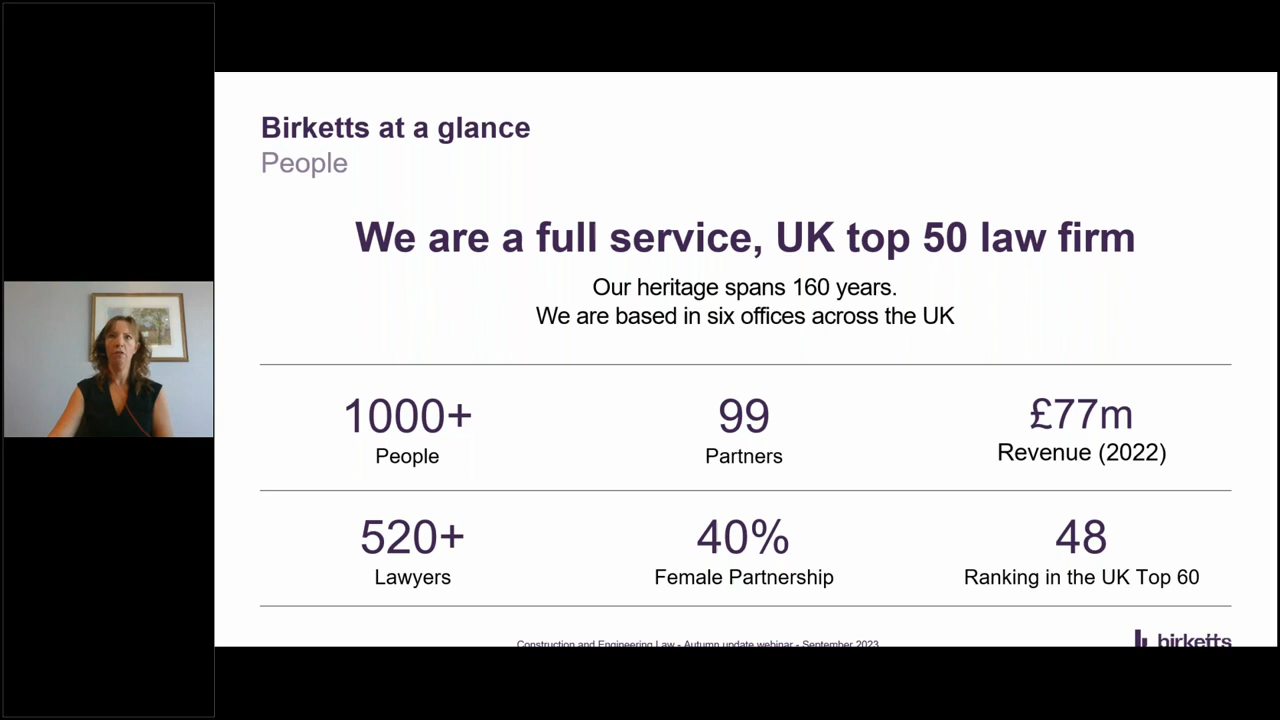 Birketts at a glance
People
We are a full service, UK top 50 law firm
Our heritage spans 160 years.
We are based in six offices across the UK
1000+
People
99
Partners
£77m
Revenue (2022)
520+
Lawyers
40%
Female Partnership
48
Ranking in the UK Top 60
Construction and Engineering Law - Autumn update webinar - September 2023
birketts